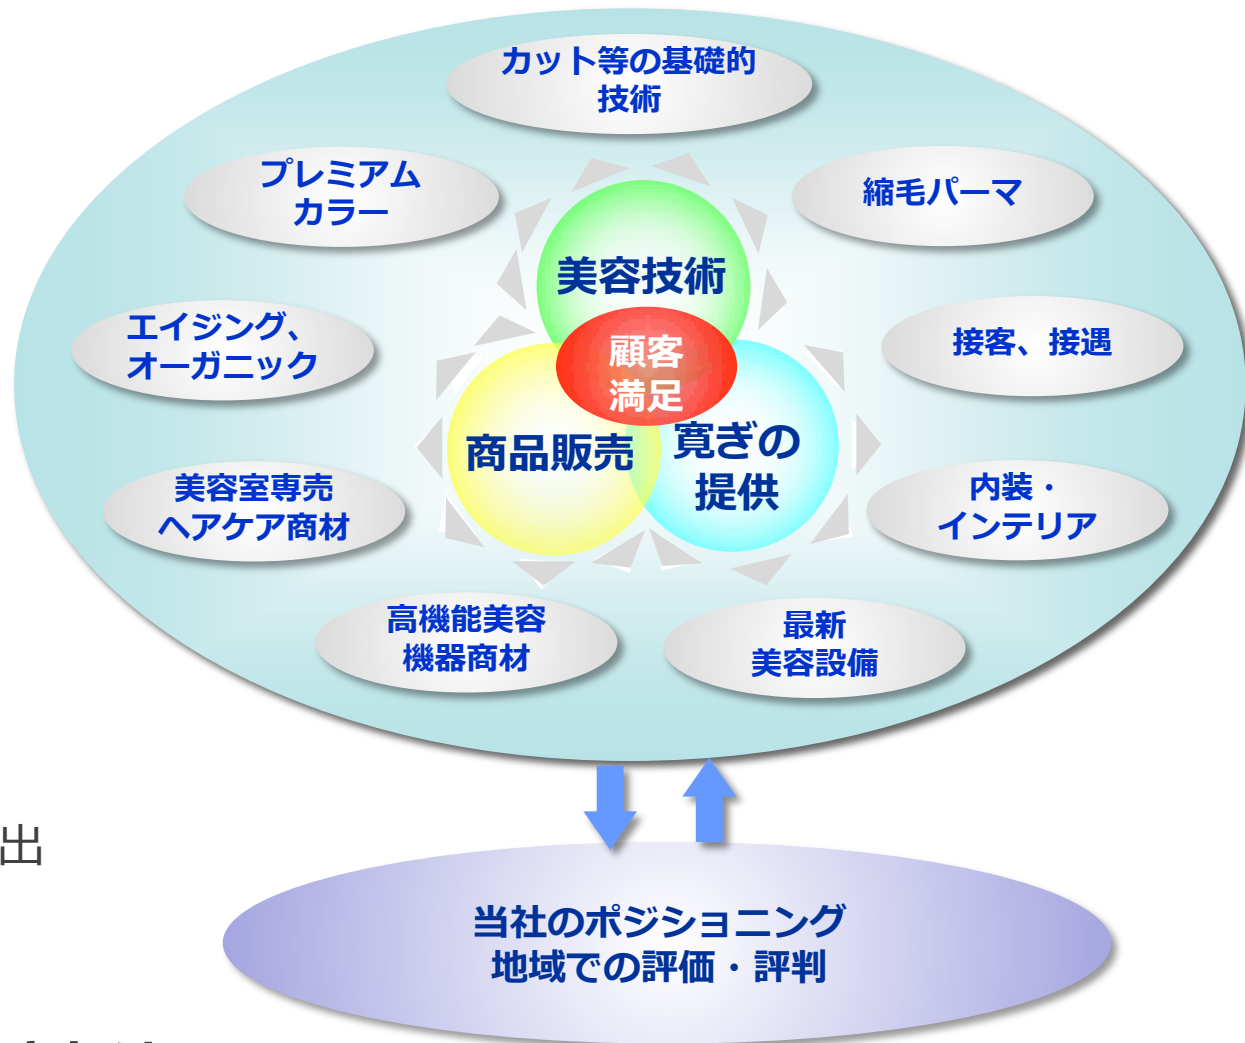 カット等の基礎的
技術
プレミアム
カラー
縮毛パーマ
美容技術
エイジング、
オーガニック
顧客
満足
接客、接遇
商品販売
寛ぎの
提供
美容室専売
ヘアケア商材
内装・
インテリア
高機能美容
機器商材
最新
美容設備
出
当社のポジショニング
地域での評価・評判